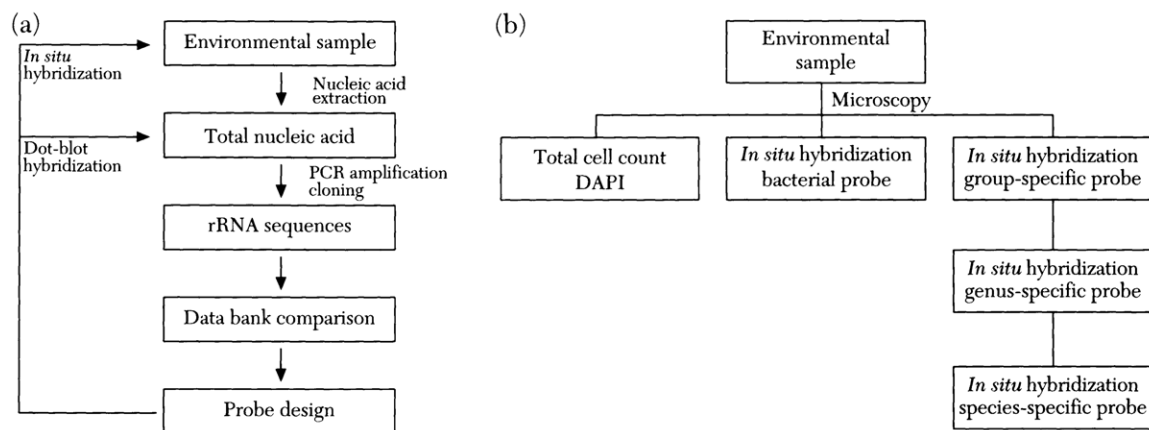 (a)
Environmental sample
In situ
hybridization
Nucleic acid
extraction
Total nucleic acid
Dot-blot
hybridization
PCR amplification
cloning
rRNA sequences
Data bank comparison
Probe design
(b)
Environmental
sample
Microscopy
Total cell count
DAPI
In situ hybridization
bacterial probe
In situ hybridization
group-specific probe
In situ hybridization
genus-specific probe
In situ hybridization
species-specific probe